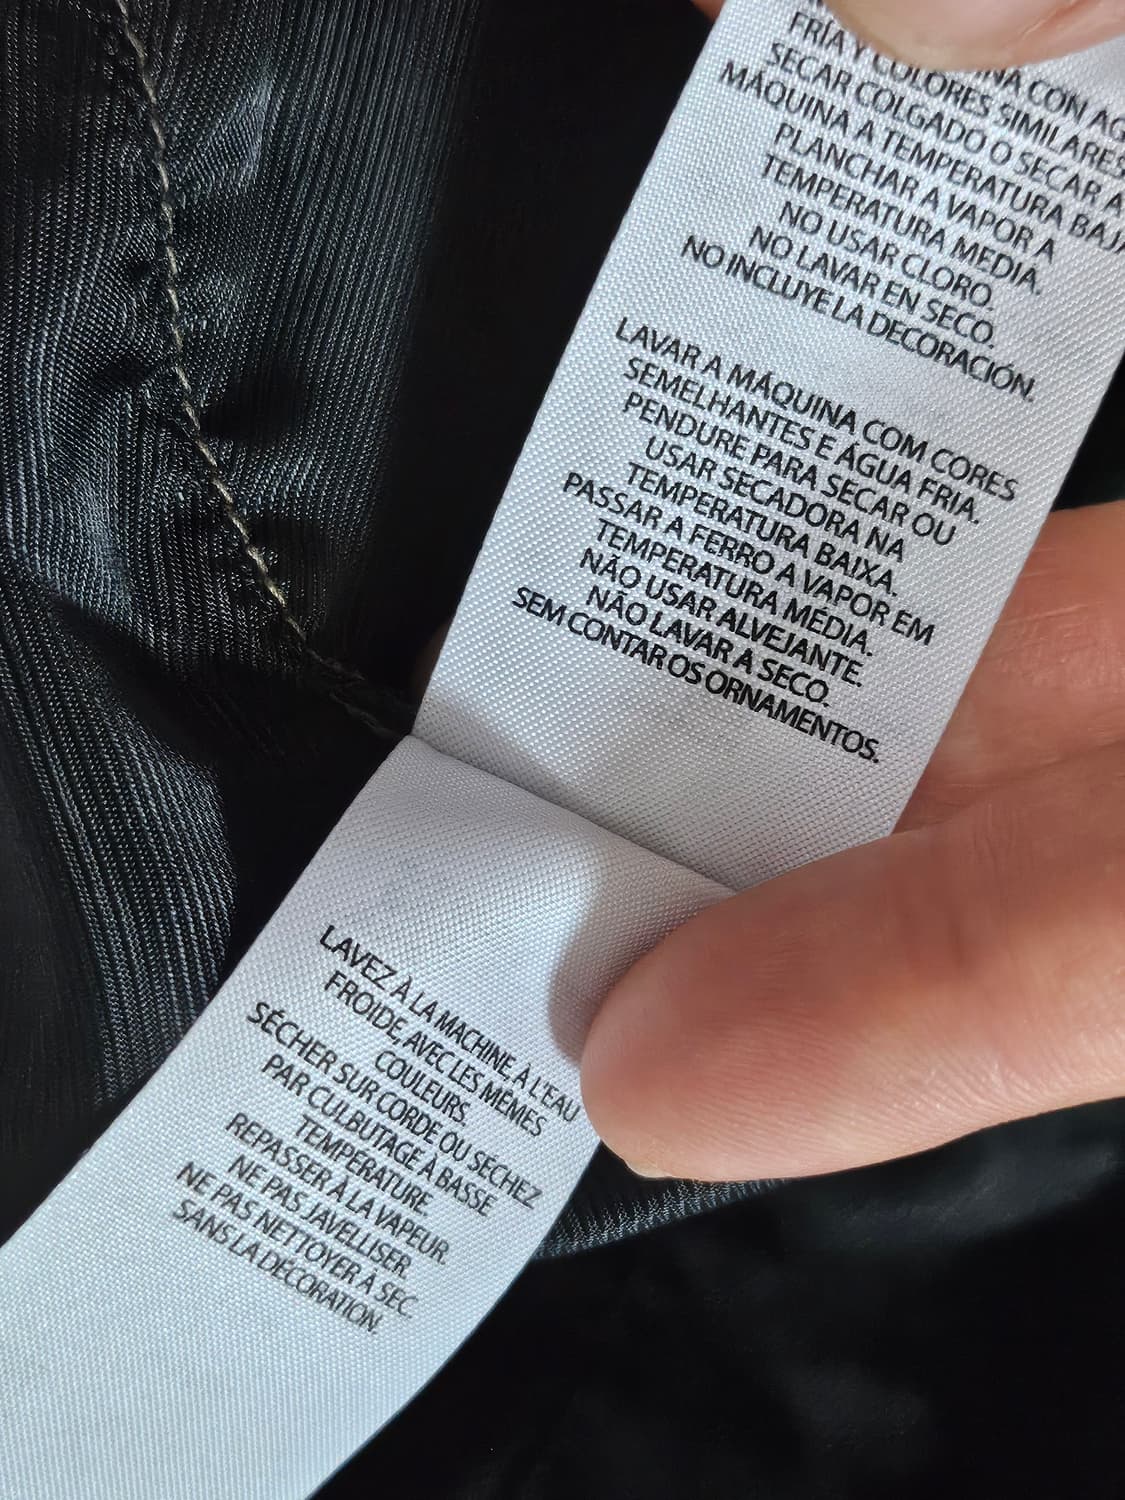 FRÍA Y COLORES SIMILARES
SECAR COLGADO O SECAR A
MÁQUINA A TEMPERATURA BAJA
PLANCHAR A VAPOR A
TEMPERATURA MEDIA.
NO USAR CLORO.
NO LAVAR EN SECO.
NO INCLUYE LA DECORACIÓN.
LAVAR A MÁQUINA COM CORES
SEMELHANTES E ÁGUA FRIA.
PENDURE PARA SECAR OU
USAR SECADORA NA
TEMPERATURA BAIXA.
PASSAR A FERRO A VAPOR EM
TEMPERATURA MÉDIA.
NÃO USAR ALVEJANTE.
NÃO LAVAR A SECO.
SEM CONTAR OS ORNAMENTOS.
LAVEZ À LA MACHINE, À L'EAU
FROIDE, AVEC LES MÊMES
COULEURS.
SÉCHER SUR CORDE OU SÉCHEZ
PAR CULBUTAGE À BASSE
TEMPÉRATURE.
REPASSER À LA VAPEUR.
NE PAS JAVELLISER.
NE PAS NETTOYER À SEC.
SANS LA DÉCORATION.